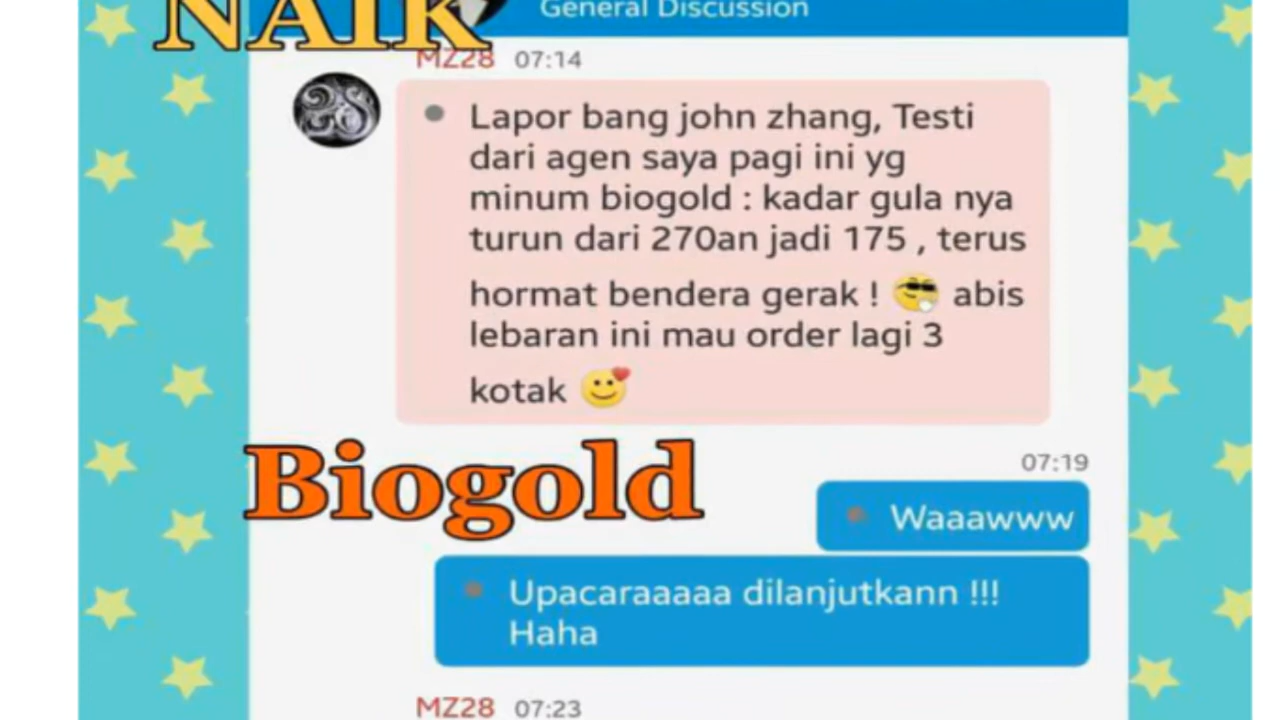 NAIK
General Discussion
MZ28 07:14
Lapor bang john zhang, Testi
dari agen saya pagi ini yg
minum biogold : kadar gula nya
turun dari 270an jadi 175 , terus
hormat bendera gerak ! 😎 abis
lebaran ini mau order lagi 3
kotak 🥰
Biogold
07:19
Waaawww
Upacaraaaaa dilanjutkann !!!
Haha
MZ28 07:23